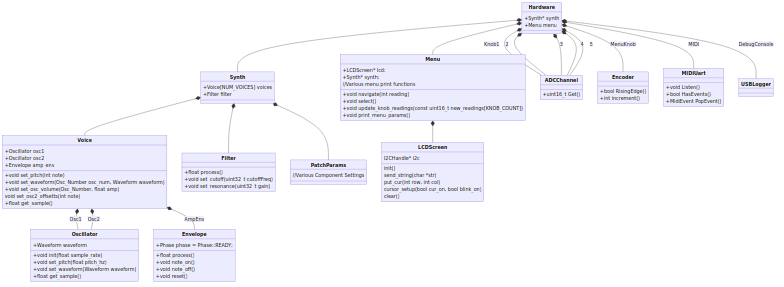 Hardware
+Synth* synth
+Menu menu
Knob1
2
3
4
5
MenuKnob
MIDI
DebugConsole
Synth
+Voice[NUM_VOICES] voices
+Filter filter
Menu
+LCDScreen* lcd;
+Synth* synth;
//Various menu print functions
+void navigate(int reading)
+void select()
+void update_knob_readings(const uint16_t new_readings[KNOB_COUNT])
+void print_menu_params()
ADCChannel
+uint16_t Get()
Encoder
+bool RisingEdge()
+int increment()
MIDIUart
+void Listen()
+bool HasEvents()
+MidiEvent PopEvent()
USBLogger
Voice
+Oscillator osc1
+Oscillator osc2
+Envelope amp_env
+void set_pitch(int note)
+void set_waveform(Osc_Number osc_num, Waveform waveform)
+void set_osc_volume(Osc_Number, float amp)
void set_osc2_offsets(int note)
+float get_sample()
Filter
+float process()
+void set_cutoff(uint32_t cutoffFreq)
+void set_resonance(uint32_t gain)
PatchParams
//Various Component Settings
LCDScreen
I2CHandle* i2c
init()
send_string(char *str)
put_cur(int row, int col)
cursor_setup(bool cur_on, bool blink_on)
clear()
Osc1
Osc2
AmpEnv
Oscillator
+Waveform waveform
+void init(float sample_rate)
+void set_pitch(float pitch_hz)
+void set_waveform(Waveform waveform)
+float get_sample()
Envelope
+Phase phase = Phase::READY;
+float process()
+void note_on()
+void note_off()
+void reset()